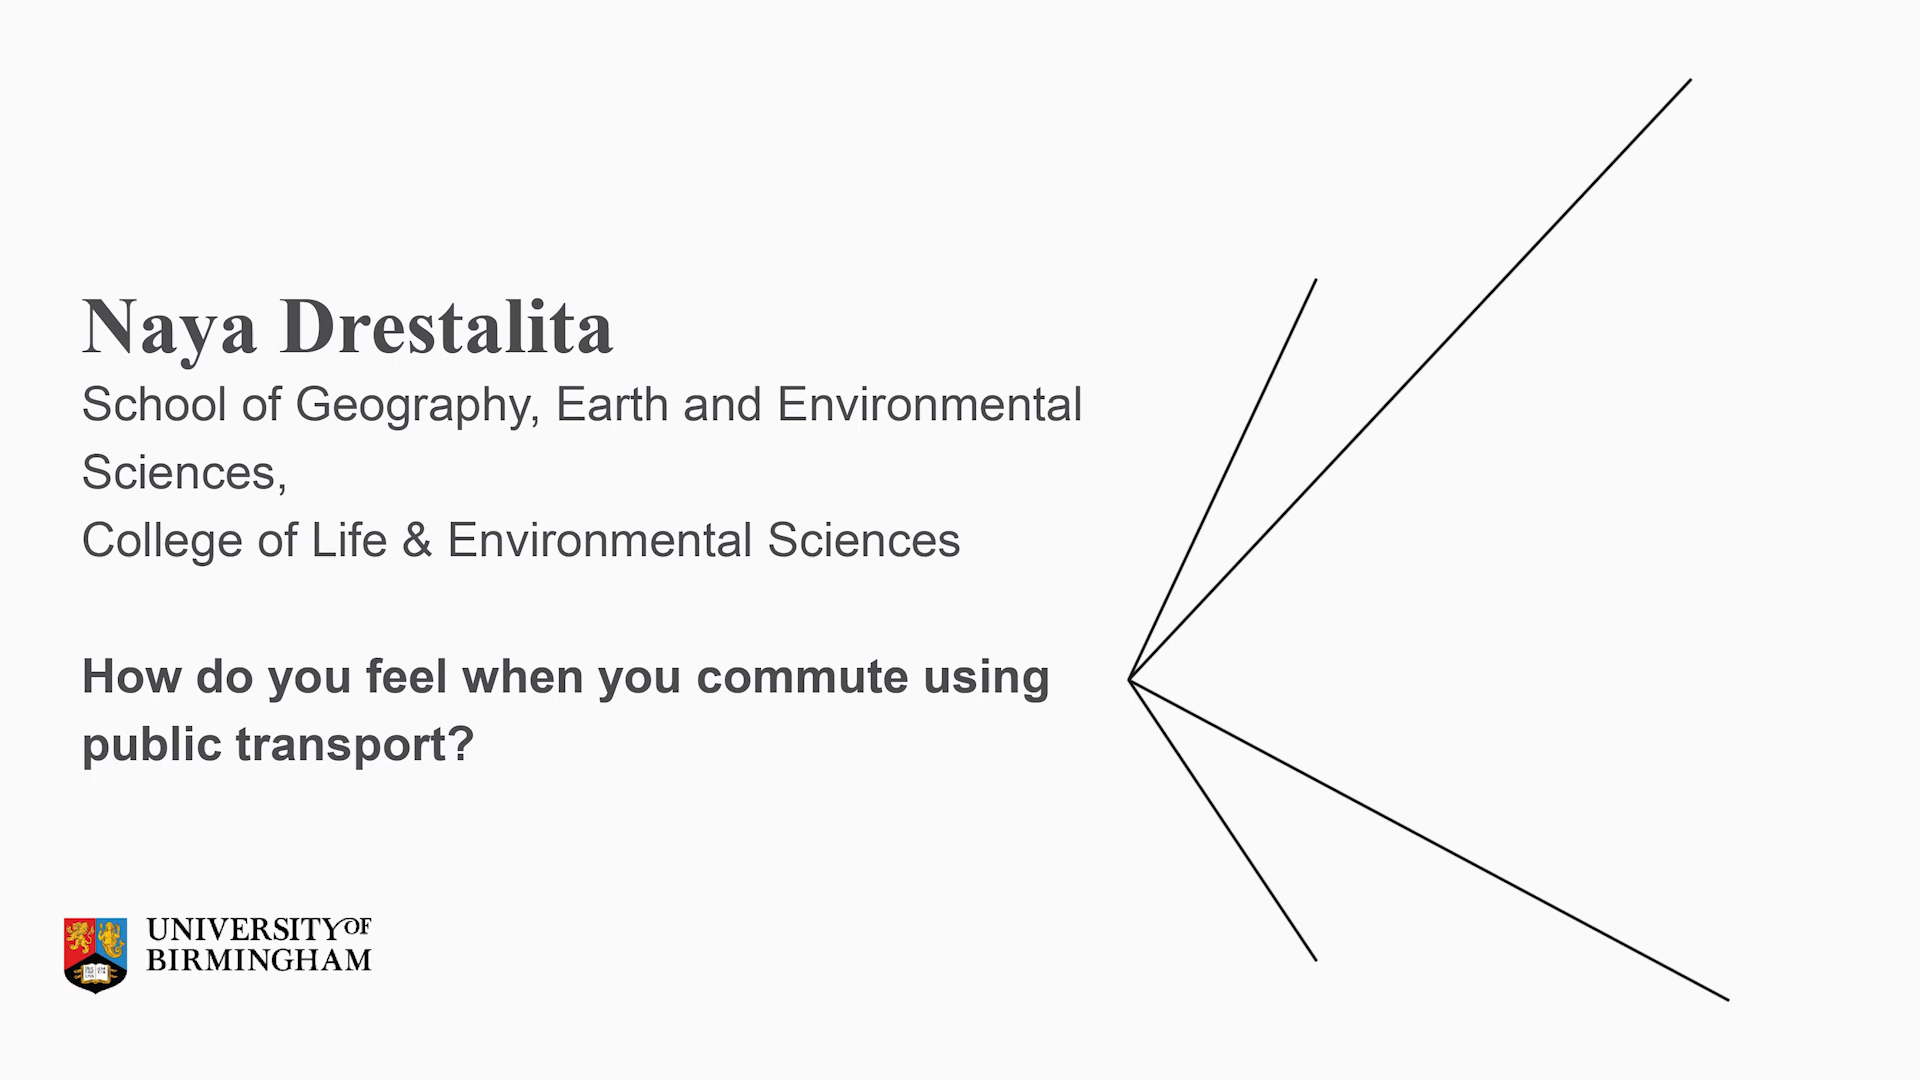 Naya Drestalita
School of Geography, Earth and Environmental
Sciences,
College of Life & Environmental Sciences
How do you feel when you commute using
public transport?
UNIVERSITY OF
BIRMINGHAM